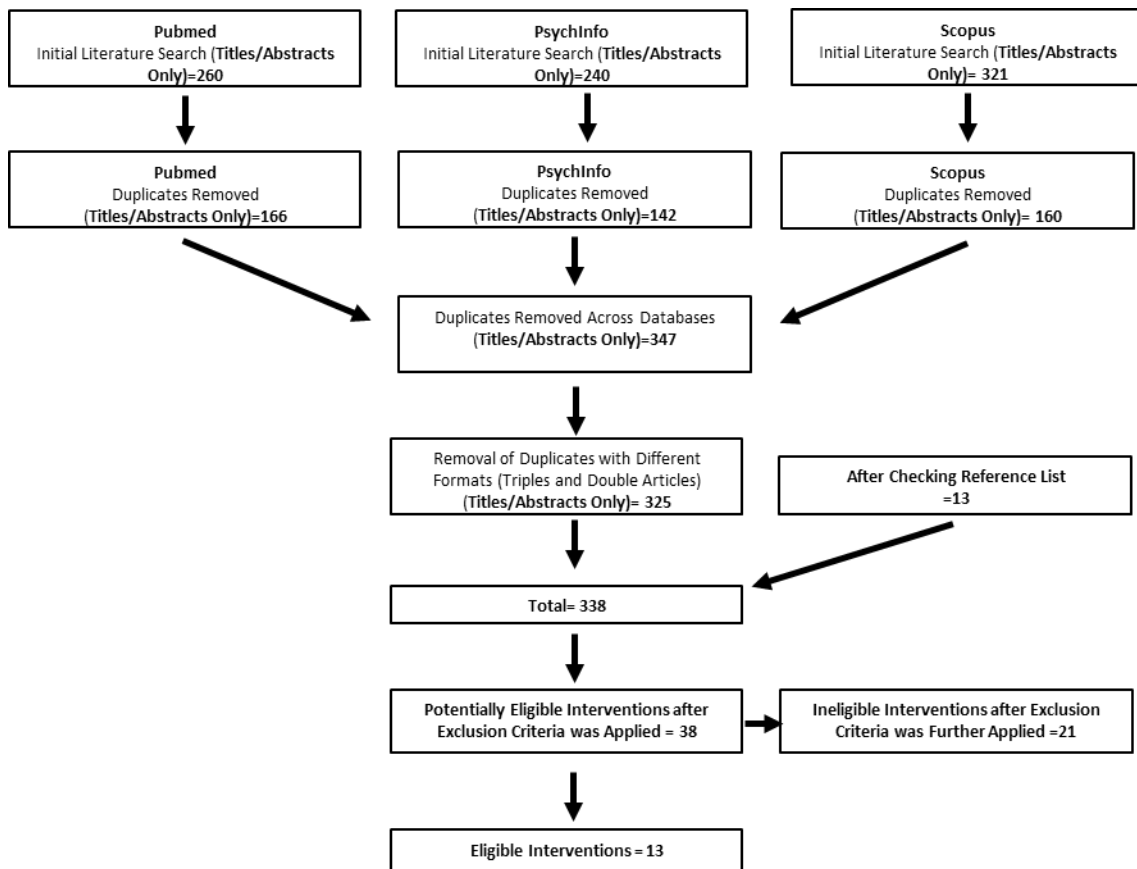 Pubmed
Initial Literature Search (Titles/Abstracts
Only)=260
PsychInfo
Initial Literature Search (Titles/Abstracts
Only)=240
Scopus
Initial Literature Search (Titles/Abstracts
Only)= 321
Pubmed
Duplicates Removed
(Titles/Abstracts Only)=166
PsychInfo
Duplicates Removed
(Titles/Abstracts Only)=142
Scopus
Duplicates Removed
(Titles/Abstracts Only)= 160
Duplicates Removed Across Databases
(Titles/Abstracts Only)=347
Removal of Duplicates with Different
Formats (Triples and Double Articles)
(Titles/Abstracts Only)= 325
After Checking Reference List
=13
Total= 338
Potentially Eligible Interventions after
Exclusion Criteria was Applied = 38
Ineligible Interventions after Exclusion
Criteria was Further Applied =21
Eligible Interventions = 13